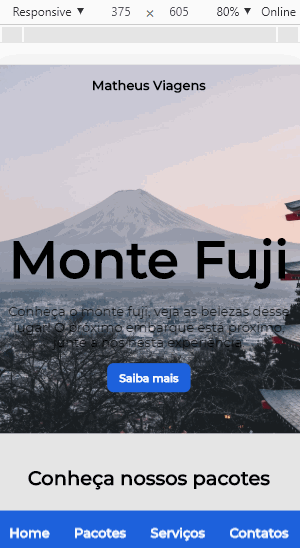 Responsive ▼ 375 × 605 80% ▼ Online
Matheus Viagens
Monte Fuji
Conheça o monte fuji, veja as belezas desse
lugar! O próximo embarque está próximo,
junte a nós nesta experiência.
Saiba mais
Conheça nossos pacotes
Home Pacotes Serviços Contatos